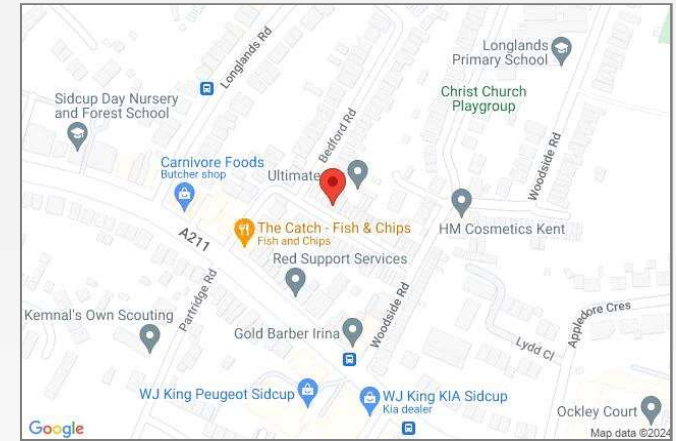 Longlands Rd
Longlands
Primary School
Sidcup Day Nursery
and Forest School
Christ Church
Playgroup
Bedford Rd
Woodside Rd
Carnivore Foods
Butcher shop
Ultimate
The Catch - Fish & Chips
Fish and Chips
HM Cosmetics Kent
A211
Red Support Services
Partridge Rd
Kemnal's Own Scouting
Gold Barber Irina
Woodside Rd
Lydd Cl
Appledore Cres
WJ King Peugeot Sidcup
WJ King KIA Sidcup
Kia dealer
Ockley Court
Google
Map data ©2024